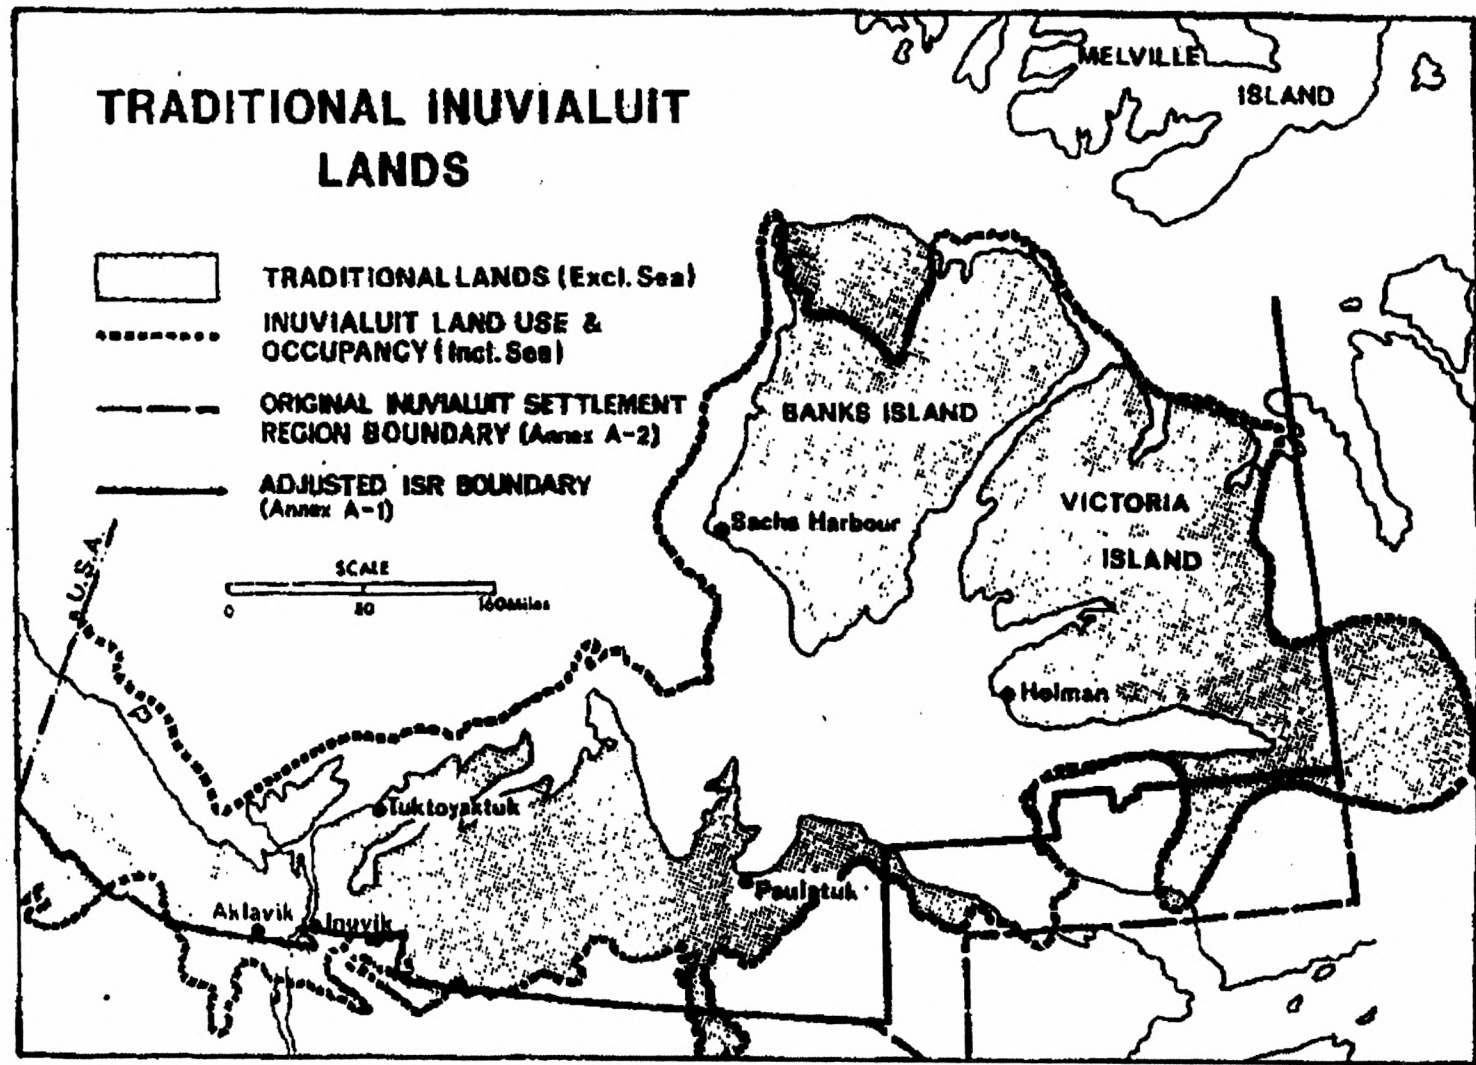 TRADITIONAL INUVIALUIT
LANDS
TRADITIONAL LANDS (Excl. Sea)
INUVIALUIT LAND USE &
OCCUPANCY (Incl. Sea)
ORIGINAL INUVIALUIT SETTLEMENT
REGION BOUNDARY (Annex A-2)
ADJUSTED ISR BOUNDARY
(Annex A-1)
SCALE
0 80 160 Miles
U.S.A.
MELVILLE
ISLAND
BANKS ISLAND
Sachs Harbour
VICTORIA
ISLAND
Holman
Tuktoyaktuk
Paulatuk
Aklavik
Inuvik